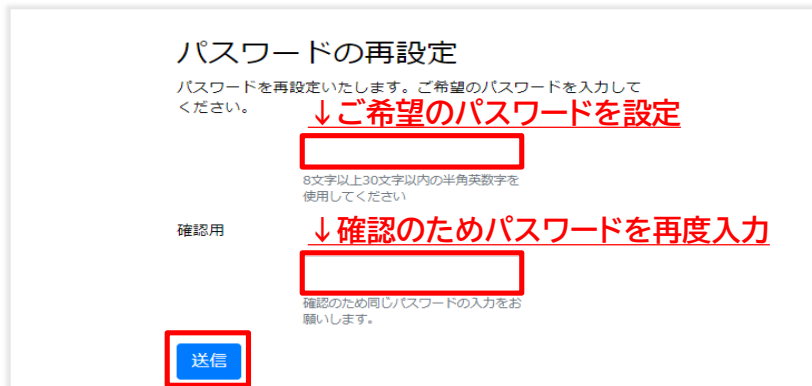 パスワードの再設定
パスワードを再設定いたします。ご希望のパスワードを入力して
ください。
↓ご希望のパスワードを設定
8文字以上30文字以内の半角英数字を
使用してください
確認用
↓確認のためパスワードを再度入力
確認のため同じパスワードの入力をお
願いします。
送信